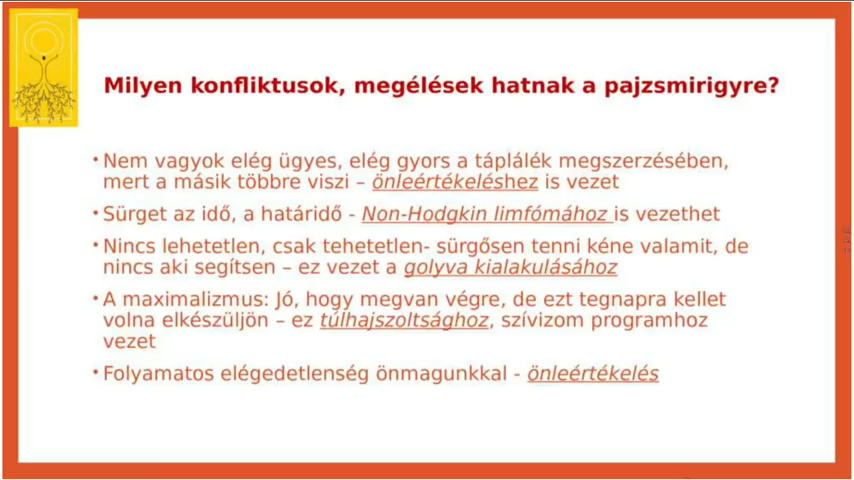 Milyen konfliktusok, megélések hatnak a pajzsmirigyre?
• Nem vagyok elég ügyes, elég gyors a táplálék megszerzésében,
mert a másik többre viszi – önleértékeléshez is vezet
• Sürget az idő, a határidő - Non-Hodgkin limfómához is vezethet
• Nincs lehetetlen, csak tehetetlen- sürgősen tenni kéne valamit, de
nincs aki segítsen – ez vezet a golyva kialakulásához
• A maximalizmus: Jó, hogy megvan végre, de ezt tegnapra kellet
volna elkészüljön – ez túlhajszoltsághoz, szívizom programhoz
vezet
• Folyamatos elégedetlenség önmagunkkal - önleértékelés